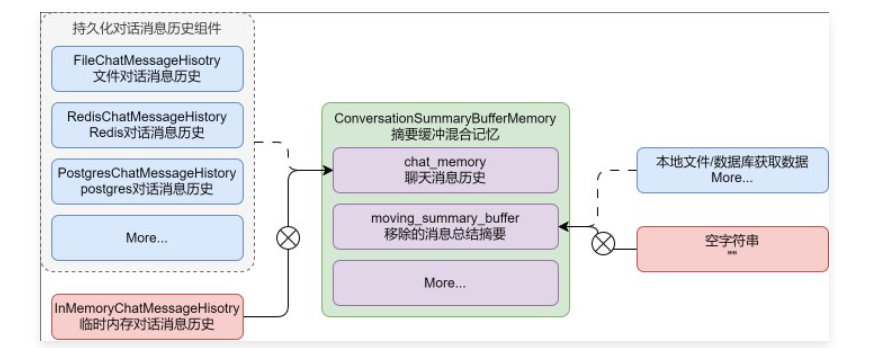 持久化对话消息历史组件
FileChatMessageHisotry
文件对话消息历史
RedisChatMessageHistory
Redis对话消息历史
PostgresChatMessageHistory
postgres对话消息历史
More...
InMemoryChatMessageHisotry
临时内存对话消息历史
ConversationSummaryBufferMemory
摘要缓冲混合记忆
chat_memory
聊天消息历史
moving_summary_buffer
移除的消息总结摘要
More...
本地文件/数据库获取数据
More...
空字符串
""